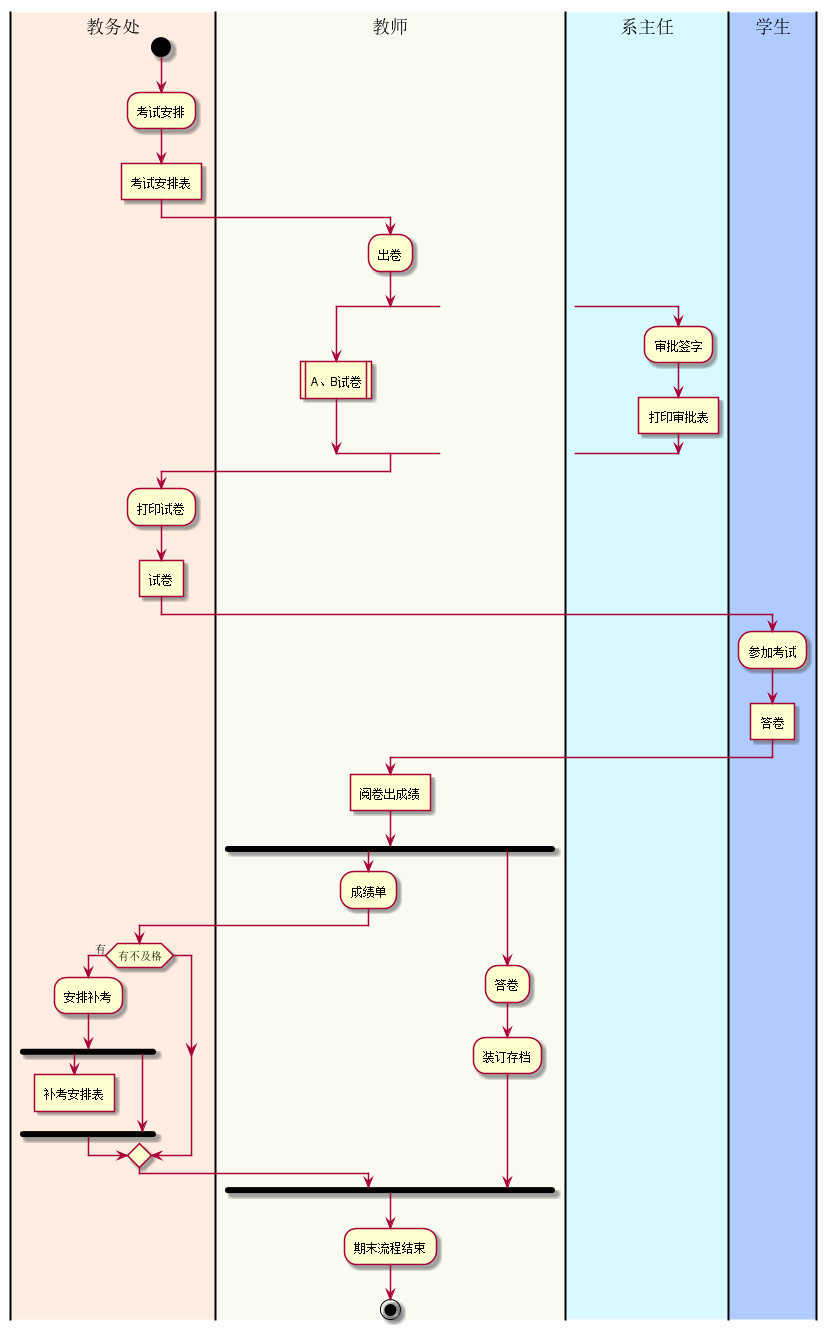 教务处
教师
系主任
学生
考试安排
考试安排表
出卷
审批签字
A、B试卷
打印审批表
打印试卷
试卷
参加考试
答卷
阅卷出成绩
成绩单
有
有不及格
答卷
安排补考
装订存档
补考安排表
期末流程结束